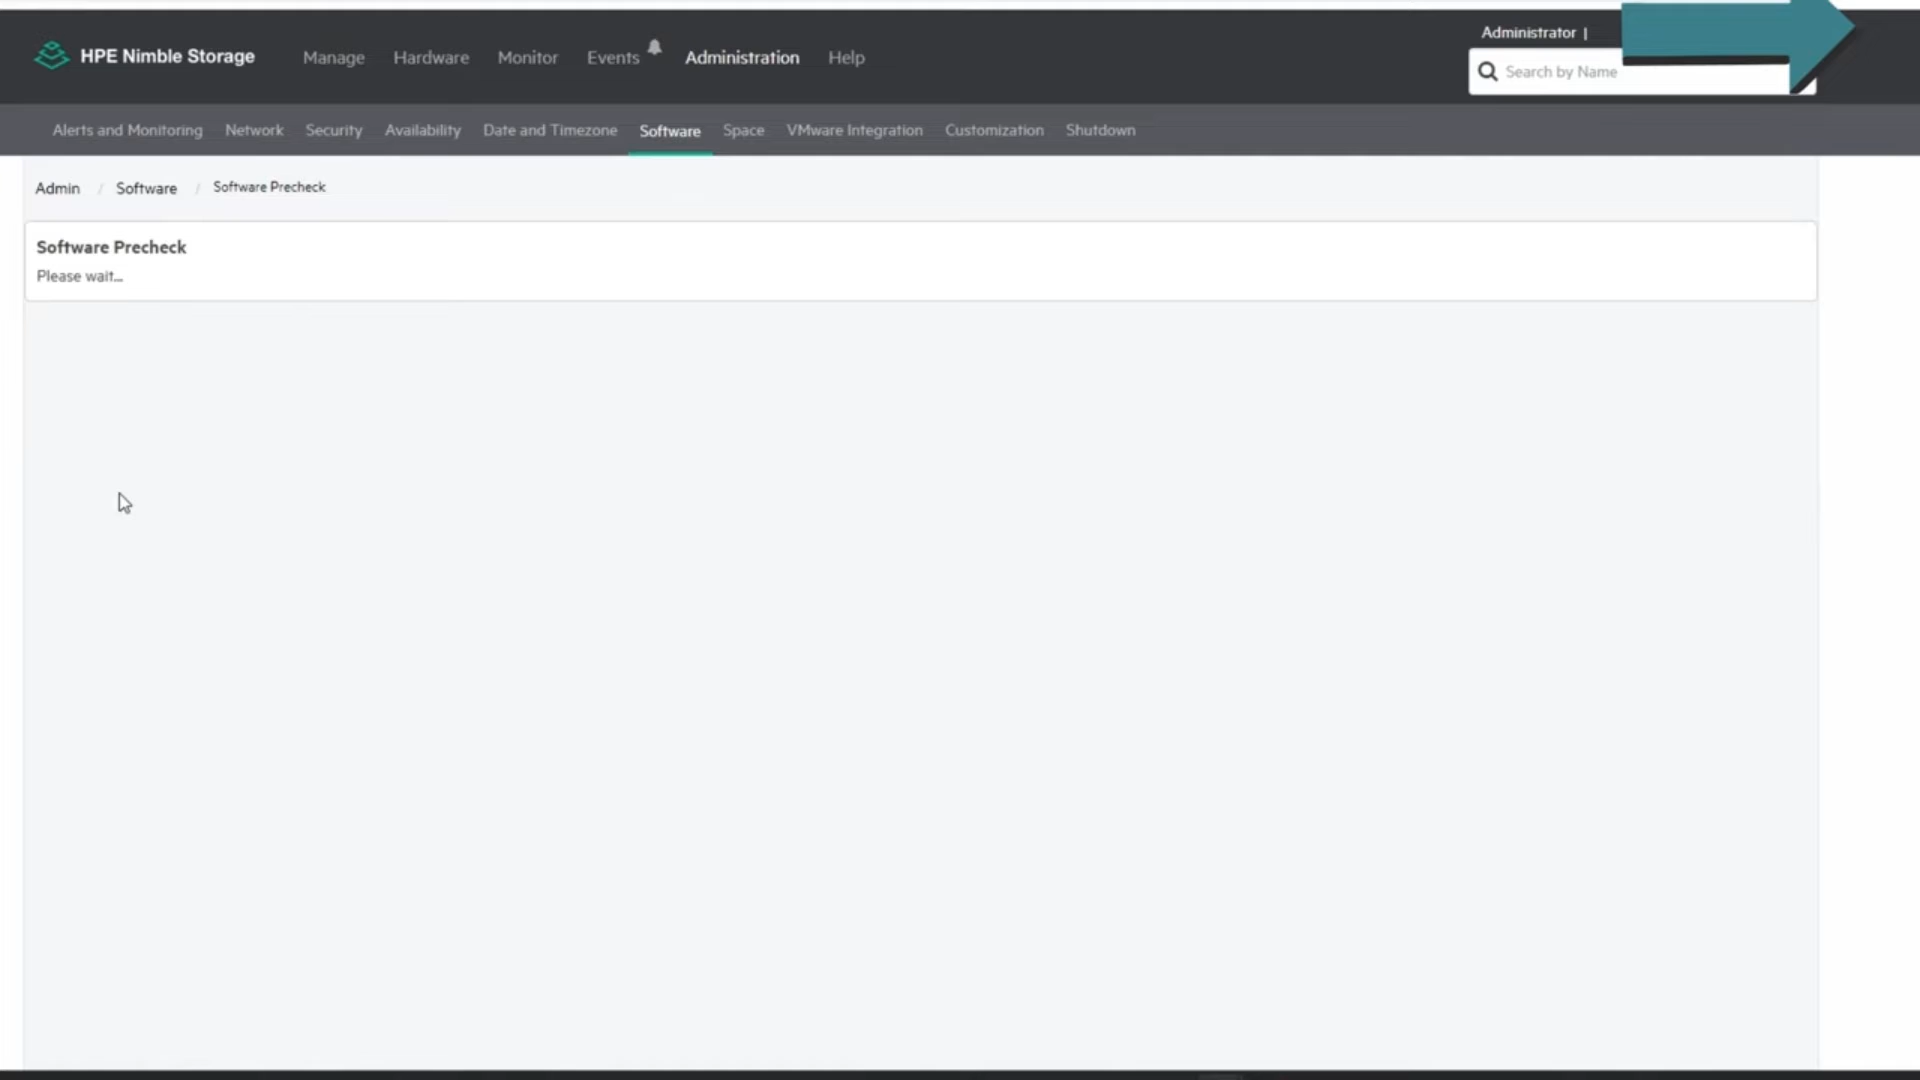 HPE Nimble Storage Manage Hardware Monitor Events Administration Help
Administrator |
Search by Name
Alerts and Monitoring Network Security Availability Date and Timezone Software Space VMware Integration Customization Shutdown
Admin / Software / Software Precheck
Software Precheck
Please wait...